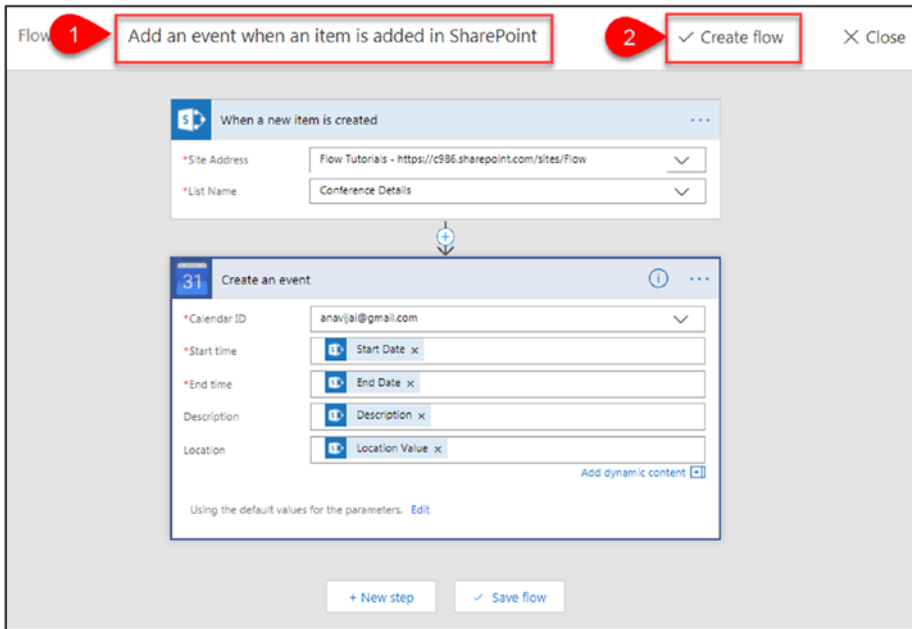 Flow 1 Add an event when an item is added in SharePoint 2 ✓ Create flow × Close
S When a new item is created ...
*Site Address Flow Tutorials - https://c986.sharepoint.com/sites/Flow
*List Name Conference Details
+
31 Create an event i ...
*Calendar ID anavijai@gmail.com
*Start time S Start Date ×
*End time S End Date ×
Description S Description ×
Location S Location Value ×
Add dynamic content +
Using the default values for the parameters. Edit
+ New step ✓ Save flow